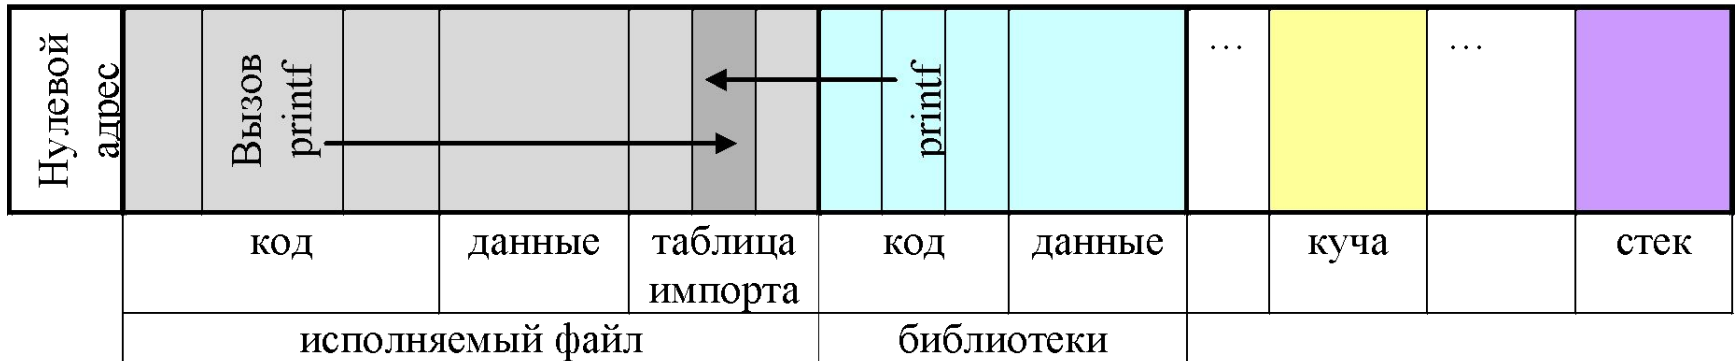 Нулевой
адрес
Вызов
printf
printf
...
...
код
данные
таблица
импорта
код
данные
куча
стек
исполняемый файл
библиотеки